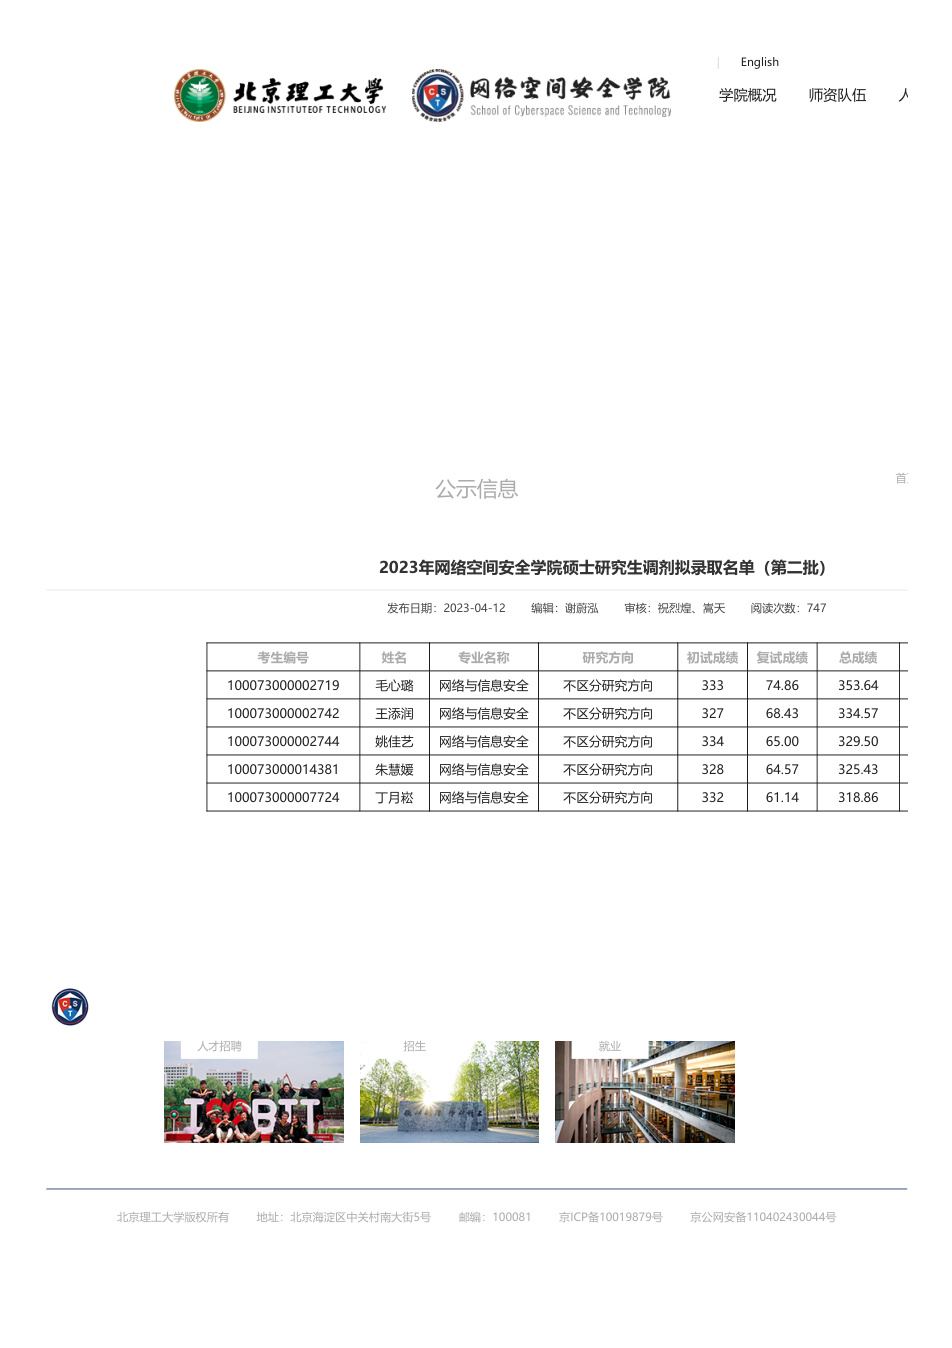 English
北京理工大学
BEIJING INSTITUTE OF TECHNOLOGY
网络空间安全学院
School of Cyberspace Science and Technology
学院概况 师资队伍 人
公示信息
首
2023年网络空间安全学院硕士研究生调剂拟录取名单（第二批）
发布日期：2023-04-12 编辑：谢蔚泓 审核：祝烈煌、嵩天 阅读次数：747
考生编号 姓名 专业名称 研究方向 初试成绩 复试成绩 总成绩
100073000002719 毛心璐 网络与信息安全 不区分研究方向 333 74.86 353.64
100073000002742 王添润 网络与信息安全 不区分研究方向 327 68.43 334.57
100073000002744 姚佳艺 网络与信息安全 不区分研究方向 334 65.00 329.50
100073000014381 朱慧媛 网络与信息安全 不区分研究方向 328 64.57 325.43
100073000007724 丁月崧 网络与信息安全 不区分研究方向 332 61.14 318.86
CST
人才招聘 招生 就业
I BIT
北京理工大学版权所有 地址：北京海淀区中关村南大街5号 邮编：100081 京ICP备10019879号 京公网安备110402430044号